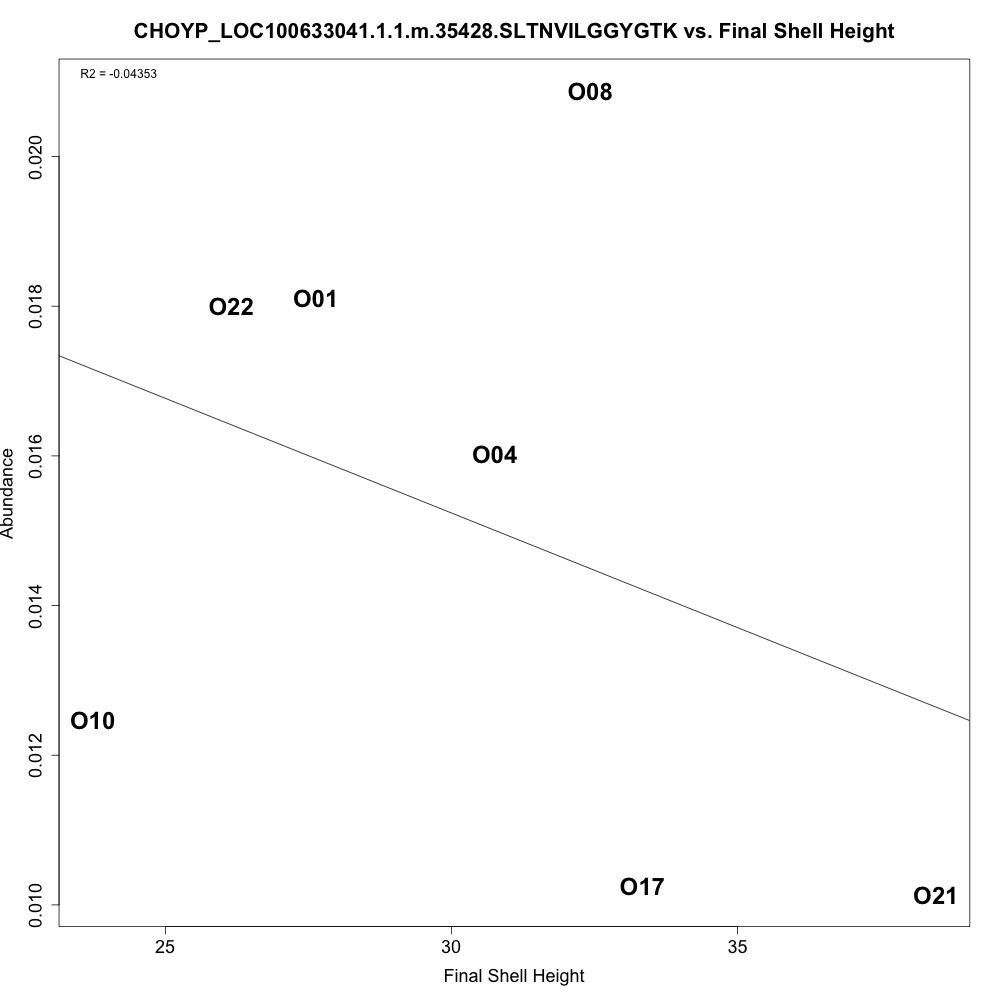 CHOYP_LOC100633041.1.1.m.35428.SLTNVILGGYGTK vs. Final Shell Height
R2 = -0.04353
O08
0.020
O22
O01
0.018
O04
0.016
Abundance
0.014
O10
0.012
O17
O21
0.010
25
30
35
Final Shell Height